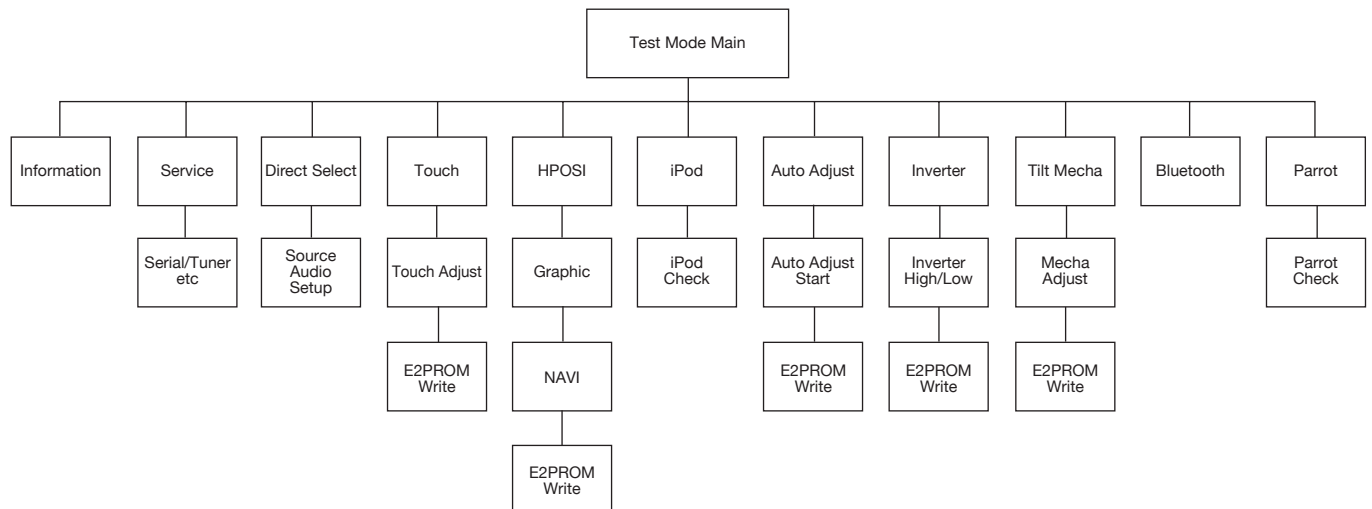 Test Mode Main
Information
Service
Direct Select
Touch
HPOSI
iPod
Auto Adjust
Inverter
Tilt Mecha
Bluetooth
Parrot
Serial/Tuner
etc
Source
Audio
Setup
Touch Adjust
Graphic
iPod
Check
Auto Adjust
Start
Inverter
High/Low
Mecha
Adjust
Parrot
Check
E2PROM
Write
NAVI
E2PROM
Write
E2PROM
Write
E2PROM
Write
E2PROM
Write